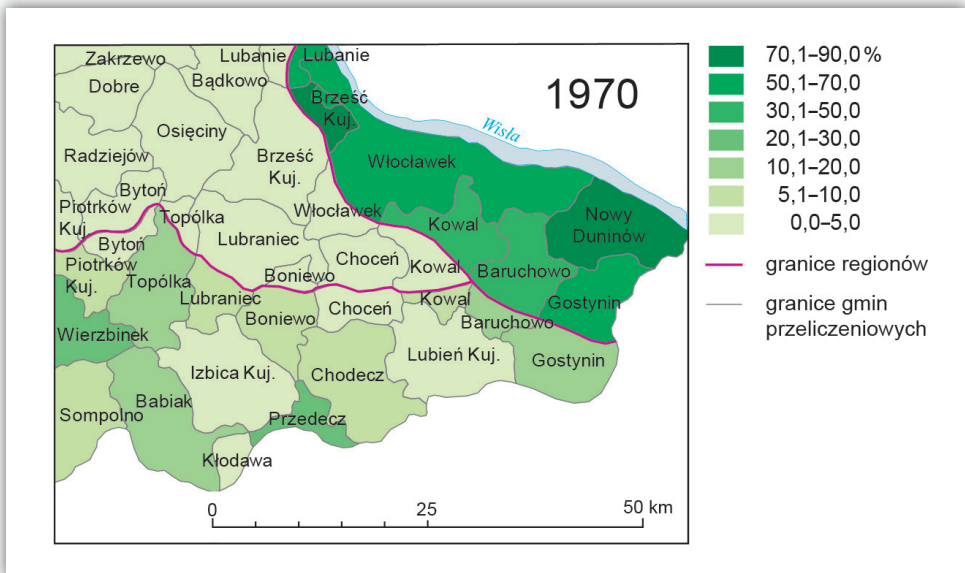 Zakrzewo
Lubanie
Lubanie
Dobre
Bądkowo
1970
Brześć
Kuj.
Wisła
Osięciny
Radziejów
Brześć
Kuj.
Włocławek
Bytoń
Piotrków
Kuj.
Topólka
Włocławek
Kowal
Nowy
Duninów
Bytoń
Lubraniec
Choceń
Kowal
Baruchowo
Piotrków
Kuj.
Topólka
Boniewo
Lubraniec
Kowal
Gostynin
Wierzbinek
Boniewo
Choceń
Baruchowo
Lubień Kuj.
Gostynin
Izbica Kuj.
Chodecz
Sompolno
Babiak
Przedecz
Kłodawa
0
25
50 km
70,1–90,0%
50,1–70,0
30,1–50,0
20,1–30,0
10,1–20,0
5,1–10,0
0,0–5,0
granice regionów
granice gmin
przeliczeniowych